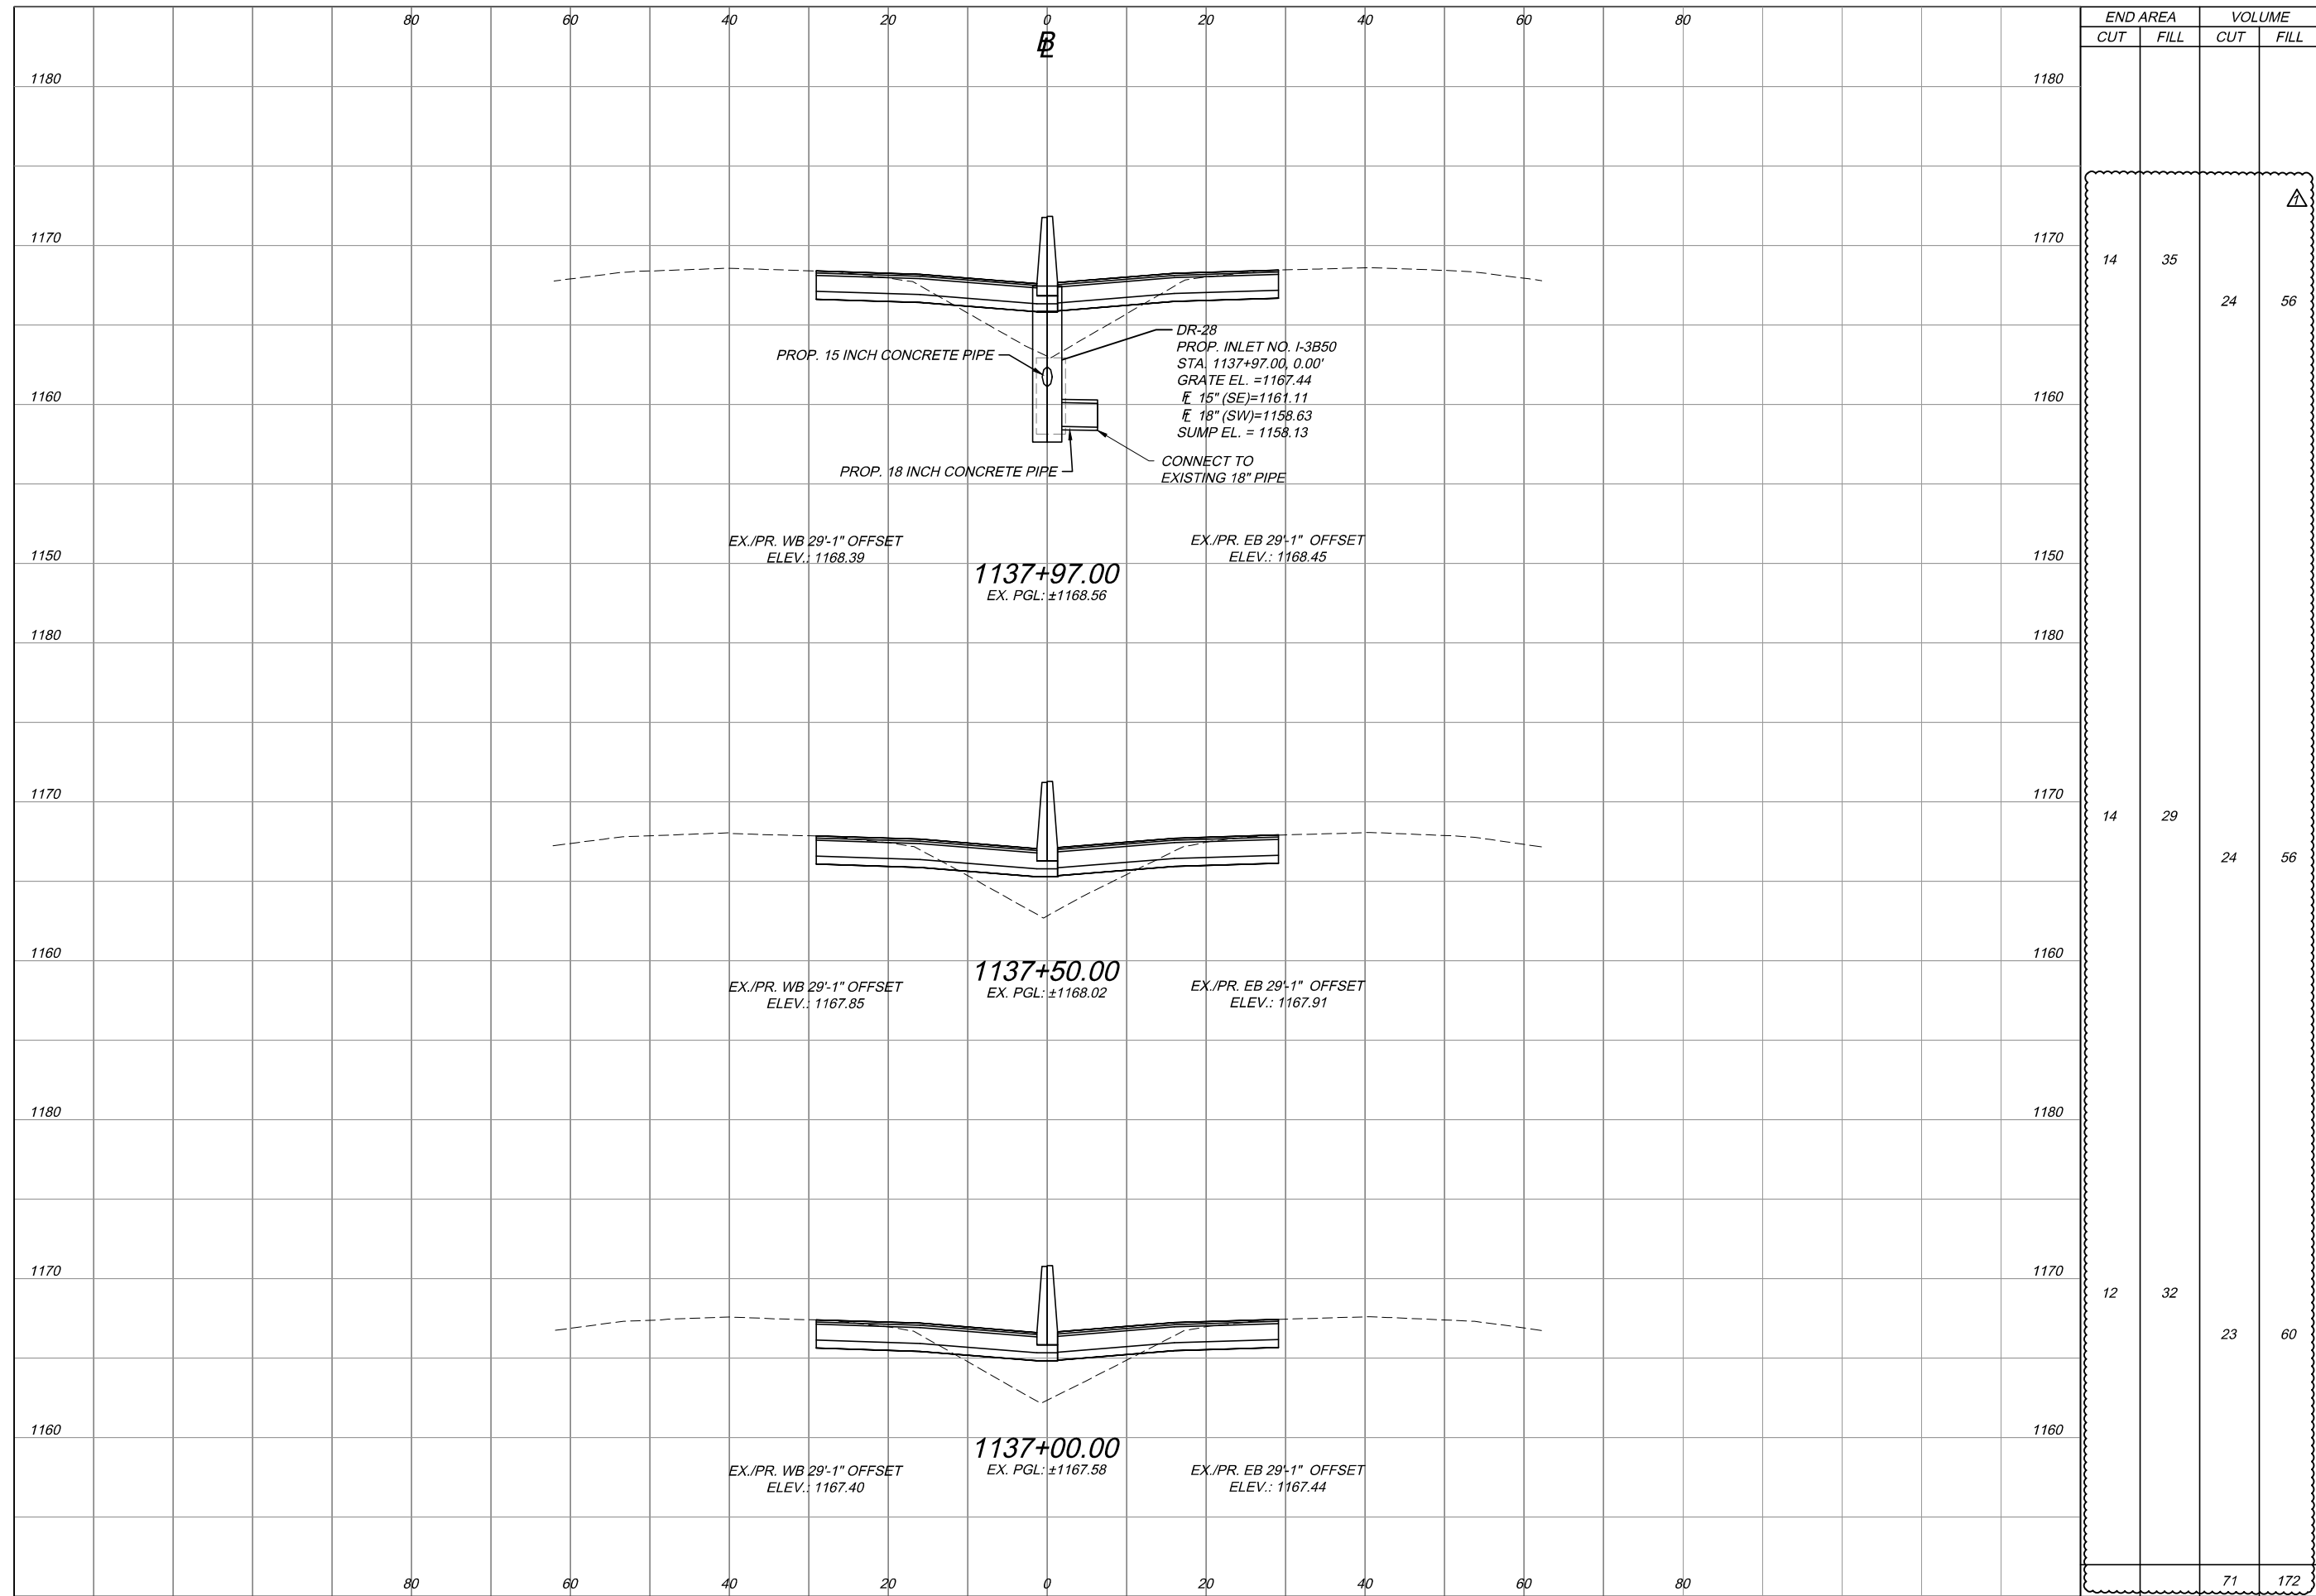 80 60 40 20 0 20 40 60 80
END AREA VOLUME
CUT FILL CUT FILL
1180 1180
1
1170 1170
14 35
24 56
PROP. 15 INCH CONCRETE PIPE
DR-28
PROP. INLET NO. I-3B50
STA. 1137+97.00, 0.00'
GRATE EL. =1167.44
FL 15" (SE)=1161.11
FL 18" (SW)=1158.63
SUMP EL. = 1158.13
1160 1160
PROP. 18 INCH CONCRETE PIPE
CONNECT TO
EXISTING 18" PIPE
EX./PR. WB 29'-1" OFFSET
ELEV.: 1168.39
EX./PR. EB 29'-1" OFFSET
ELEV.: 1168.45
1150 1150
1137+97.00
EX. PGL: ±1168.56
1180 1180
1170 1170
14 29
24 56
1160 1160
1137+50.00
EX. PGL: ±1168.02
EX./PR. WB 29'-1" OFFSET
ELEV.: 1167.85
EX./PR. EB 29'-1" OFFSET
ELEV.: 1167.91
1180 1180
1170 1170
12 32
23 60
1160 1160
1137+00.00
EX. PGL: ±1167.58
EX./PR. WB 29'-1" OFFSET
ELEV.: 1167.40
EX./PR. EB 29'-1" OFFSET
ELEV.: 1167.44
80 60 40 20 0 20 40 60 80
71 172